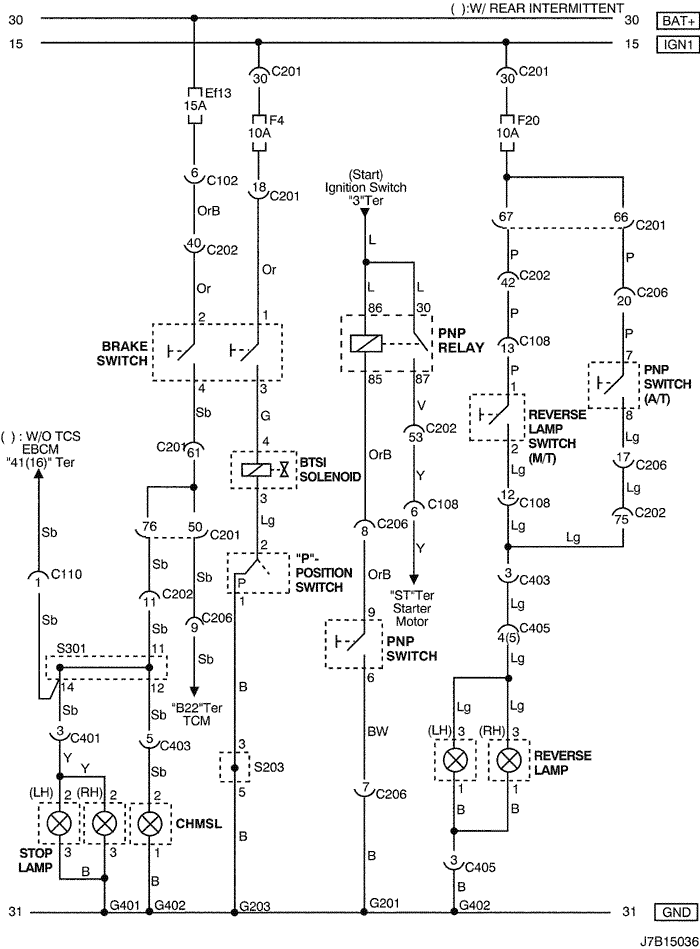 ( ):W/ REAR INTERMITTENT
30 30 BAT+
15 15 IGN1
30 C201 30 C201
Ef13
15A
F4
10A
F20
10A
6 C102
18 C201
(Start)
Ignition Switch
"3"Ter
OrB
67 66 C201
40 C202
L
P P
Or Or
C202
42
C206
20
L L
2 1
86 30
P P
BRAKE
SWITCH
PNP
RELAY
C108
13
7
PNP
SWITCH
(A/T)
4 3
85 87
P
1
8
Sb G
V
REVERSE
LAMP
SWITCH
(M/T)
2
Lg
( ) : W/O TCS
EBCM
"41(16)" Ter
C201
61
4
BTSI
SOLENOID
3
OrB
C202
53
Lg
17
C206
Y
12
C108
Lg
75
C202
76 50 C201
Lg
C206
8
C108
6
Lg
Lg
Sb
2
"P"-
POSITION
SWITCH
P
1
Y
Sb Sb
C110
1
C202
11
OrB
"ST"Ter
Starter
Motor
3
C403
Lg
C206
9
9
PNP
SWITCH
6
C405
4(5)
Sb Sb
Sb
S301
11
14 12
Lg
"B22"Ter
TCM
B
Lg Lg
Sb Sb
BW
3
C401
5
C403
3
S203
5
(LH) 3 (RH) 3
REVERSE
LAMP
1 1
Y Y
Sb
7
C206
B B
(LH) 2 (RH) 2 2
CHMSL
STOP
LAMP
3 3 1
B
B
B
B
3
C405
B
31 G401 G402 G203 G201 G402 31 GND
J7B15036